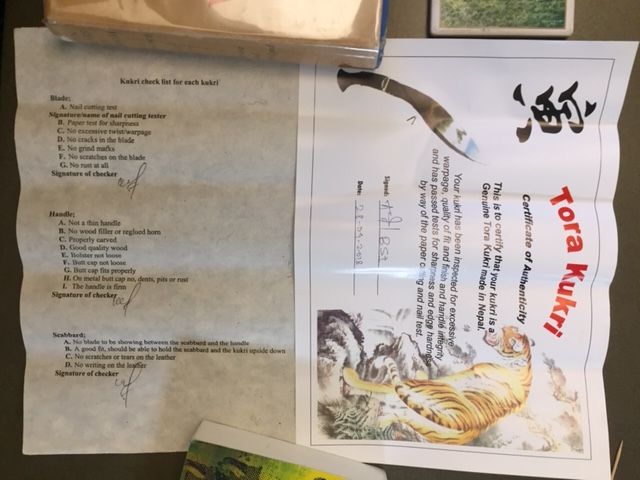 Kukri check list for each kukri
Blade;
A. Nail cutting test
Signature/name of nail cutting tester
B. Paper test for sharpness
C. No excessive twist/warpage
D. No cracks in the blade
E. No grind marks
F. No scratches on the blade
G. No rust at all
Signature of checker
Handle;
A. Not a thin handle
B. No wood filler or reglued horn
C. Properly carved
D. Good quality wood
E. Bolster not loose
F. Butt cap not loose
G. Butt cap fits properly
H. On metal butt cap no, dents, pits or rust
I. The handle is firm
Signature of checker
Scabbard;
A. No blade to be showing between the scabbard and the handle
B. A good fit, should be able to hold the scabbard and the kukri upside down
C. No scratches or tears on the leather
D. No writing on the leather
Signature of checker
寅
Tora Kukri
Certificate of Authenticity
This is to certify that your kukri is a
Genuine Tora Kukri made in Nepal.
Your kukri has been inspected for excessive
warpage, quality of fit and finish and handle integrity
and has passed tests for sharpness and edge hardness
by way of the paper cutting and nail test.
Signed:
Date: